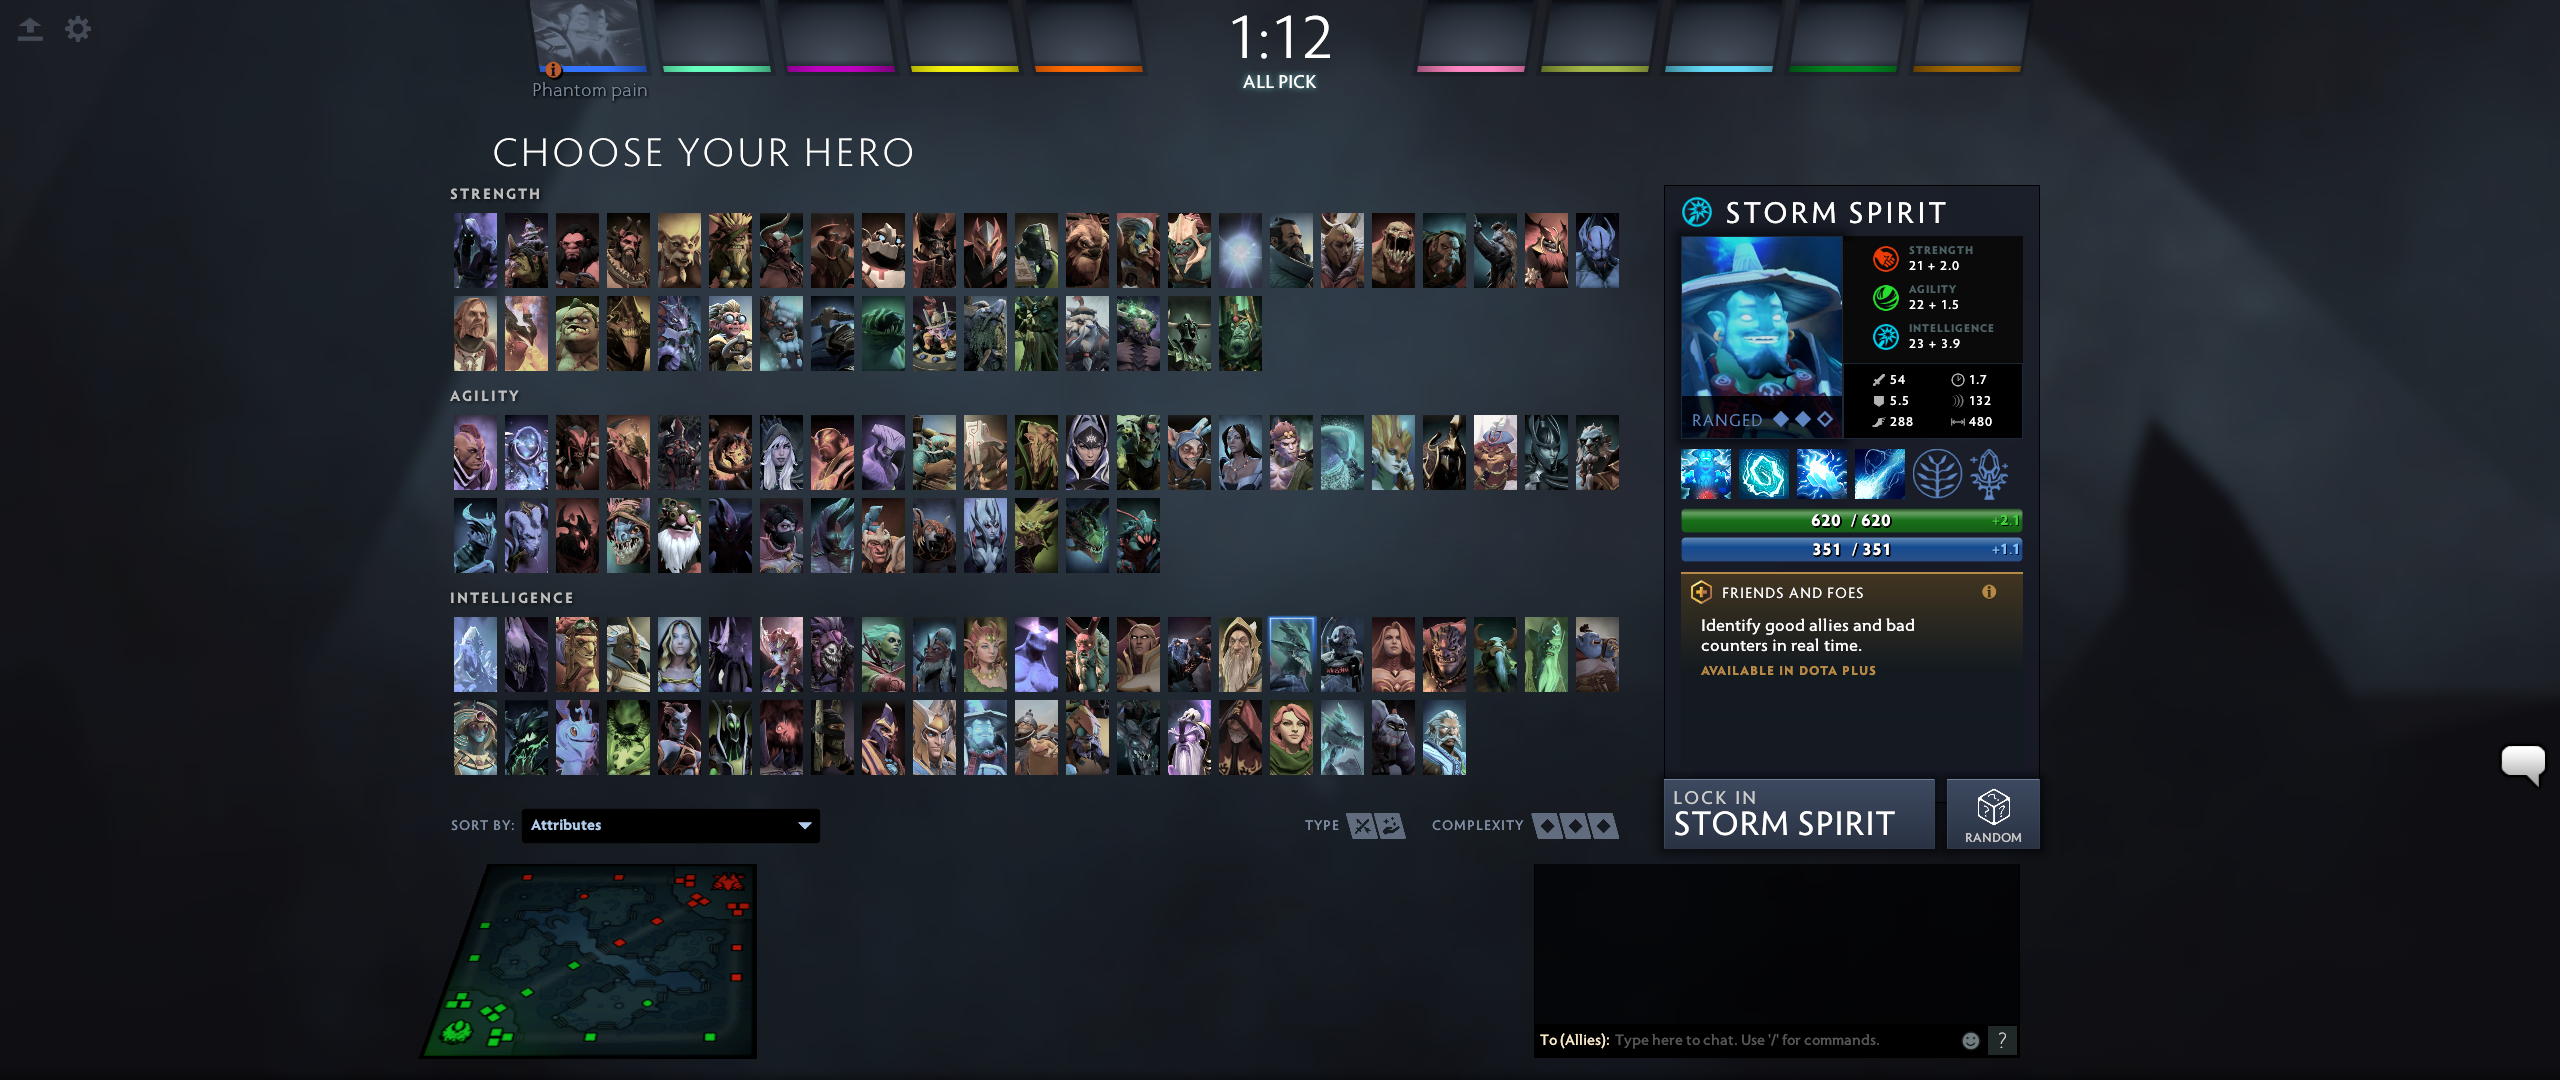 1:12
ALL PICK
Phantom pain
CHOOSE YOUR HERO
STRENGTH
AGILITY
INTELLIGENCE
SORT BY: Attributes
TYPE
COMPLEXITY
STORM SPIRIT
STRENGTH
21 + 2.0
AGILITY
22 + 1.5
INTELLIGENCE
23 + 3.9
RANGED
54 1.7
5.5 132
288 480
620 / 620 +2.1
351 / 351 +1.1
FRIENDS AND FOES
Identify good allies and bad
counters in real time.
AVAILABLE IN DOTA PLUS
LOCK IN
STORM SPIRIT
RANDOM
To (Allies): Type here to chat. Use '/' for commands.
?